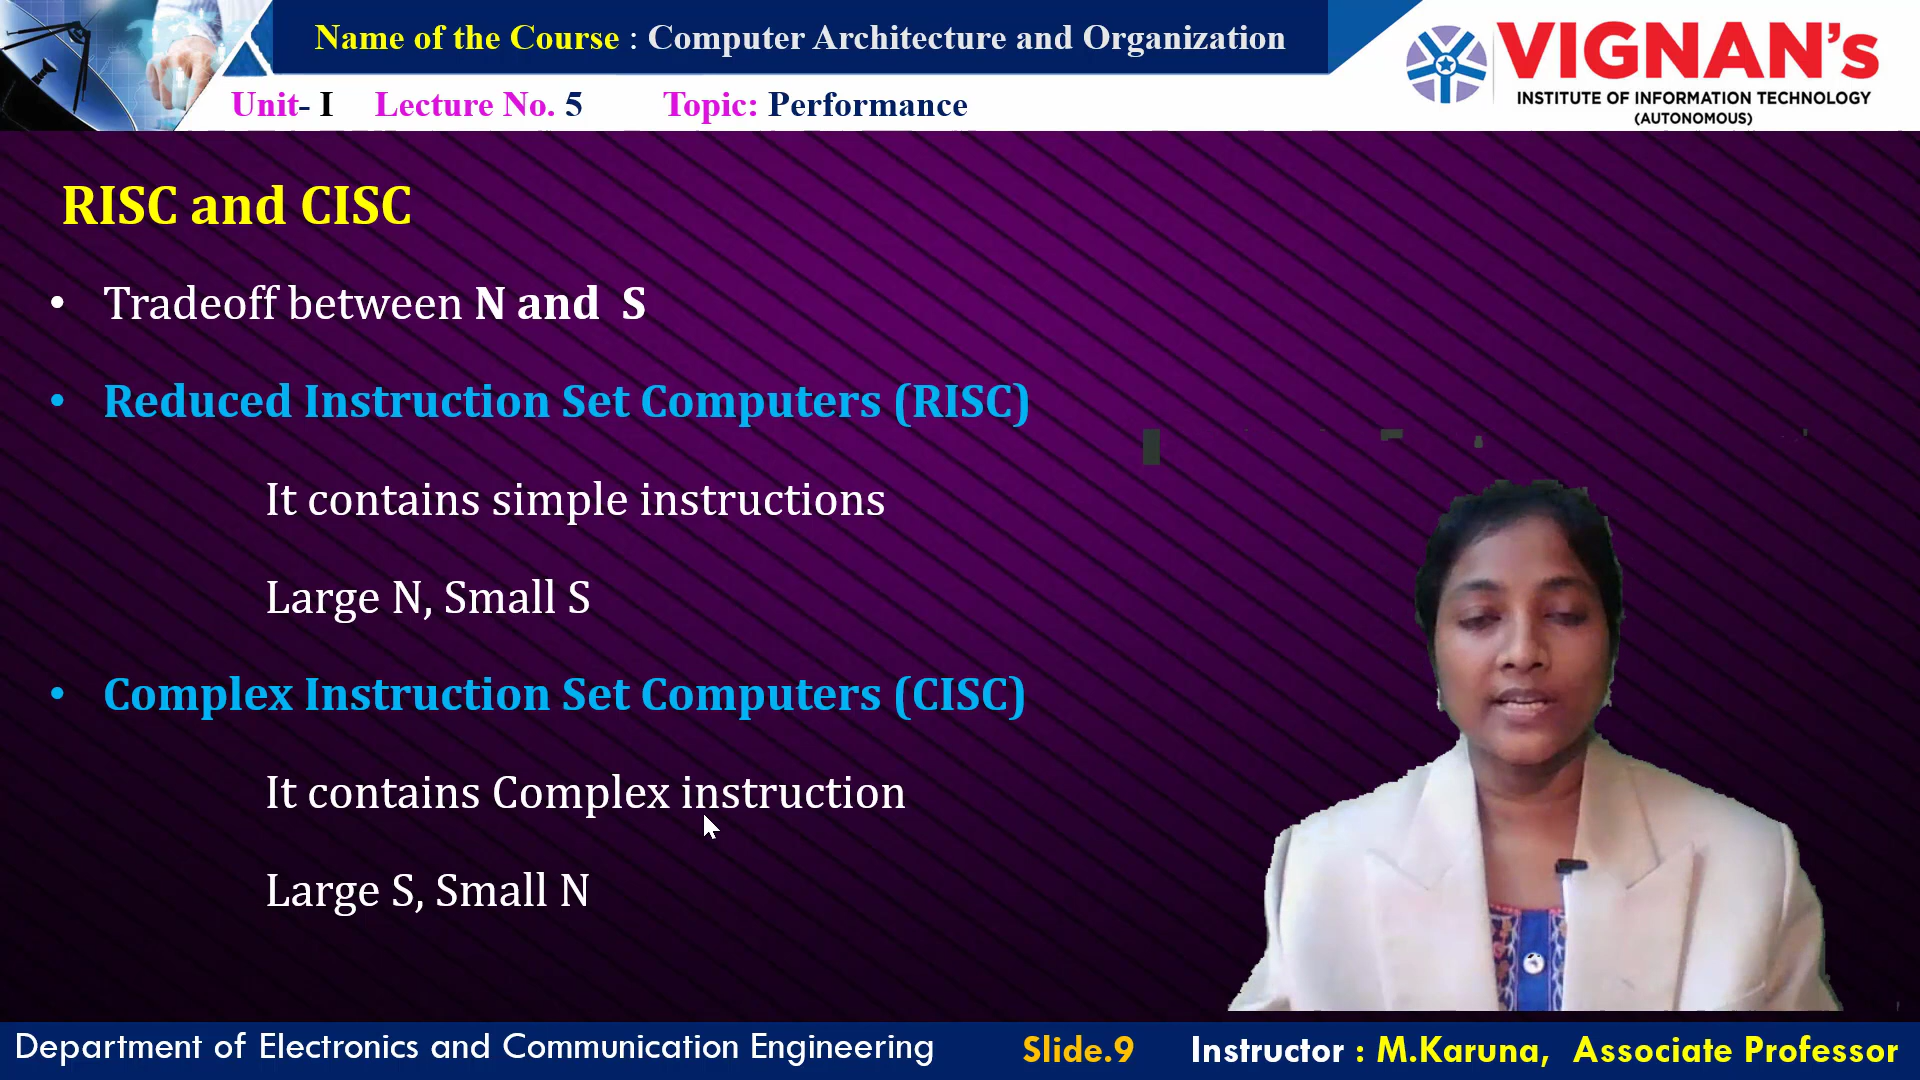 Name of the Course : Computer Architecture and Organization
Unit- I Lecture No. 5 Topic: Performance
VIGNAN's
INSTITUTE OF INFORMATION TECHNOLOGY
(AUTONOMOUS)
RISC and CISC
• Tradeoff between N and S
• Reduced Instruction Set Computers (RISC)
It contains simple instructions
Large N, Small S
• Complex Instruction Set Computers (CISC)
It contains Complex instruction
Large S, Small N
Department of Electronics and Communication Engineering Slide.9 Instructor : M.Karuna, Associate Professor